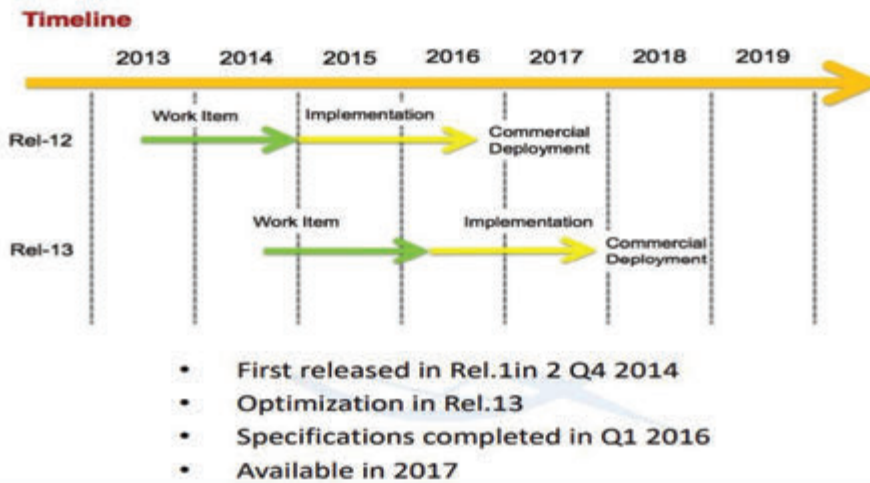 Timeline
2013 2014 2015 2016 2017 2018 2019
Work Item Implementation
Rel-12
Commercial
Deployment
Work Item Implementation
Rel-13
Commercial
Deployment
• First released in Rel.1in 2 Q4 2014
• Optimization in Rel.13
• Specifications completed in Q1 2016
• Available in 2017